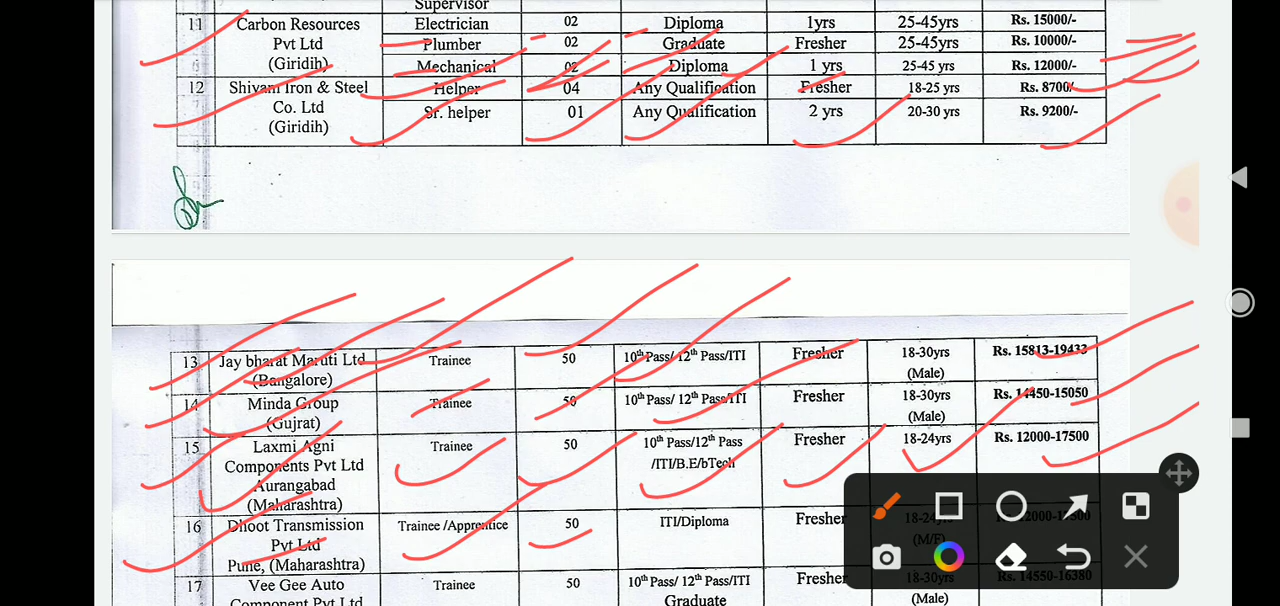 Supervisor
11 Carbon Resources Pvt Ltd (Giridih) Electrician 02 Diploma 1yrs 25-45yrs Rs. 15000/-
Plumber 02 Graduate Fresher 25-45yrs Rs. 10000/-
Mechanical 02 Diploma 1 yrs 25-45 yrs Rs. 12000/-
12 Shivam Iron & Steel Co. Ltd (Giridih) Helper 04 Any Qualification Fresher 18-25 yrs Rs. 8700/-
Sr. helper 01 Any Qualification 2 yrs 20-30 yrs Rs. 9200/-
13 Jay bharat Maruti Ltd (Bangalore) Trainee 50 10th Pass/ 12th Pass/ITI Fresher 18-30yrs (Male) Rs. 15813-19433
14 Minda Group (Gujrat) Trainee 50 10th Pass/ 12th Pass/ITI Fresher 18-30yrs (Male) Rs. 14450-15050
15 Laxmi Agni Components Pvt Ltd Aurangabad (Maharashtra) Trainee 50 10th Pass/12th Pass /ITI/B.E/bTech Fresher 18-24yrs Rs. 12000-17500
16 Dhoot Transmission Pvt Ltd Pune, (Maharashtra) Trainee /Apprentice 50 ITI/Diploma Fresher 18-24yrs (M/F)
17 Vee Gee Auto Component Pvt Ltd Trainee 50 10th Pass/ 12th Pass/ITI Graduate Fresher 18-30yrs (Male) Rs. 14550-16380